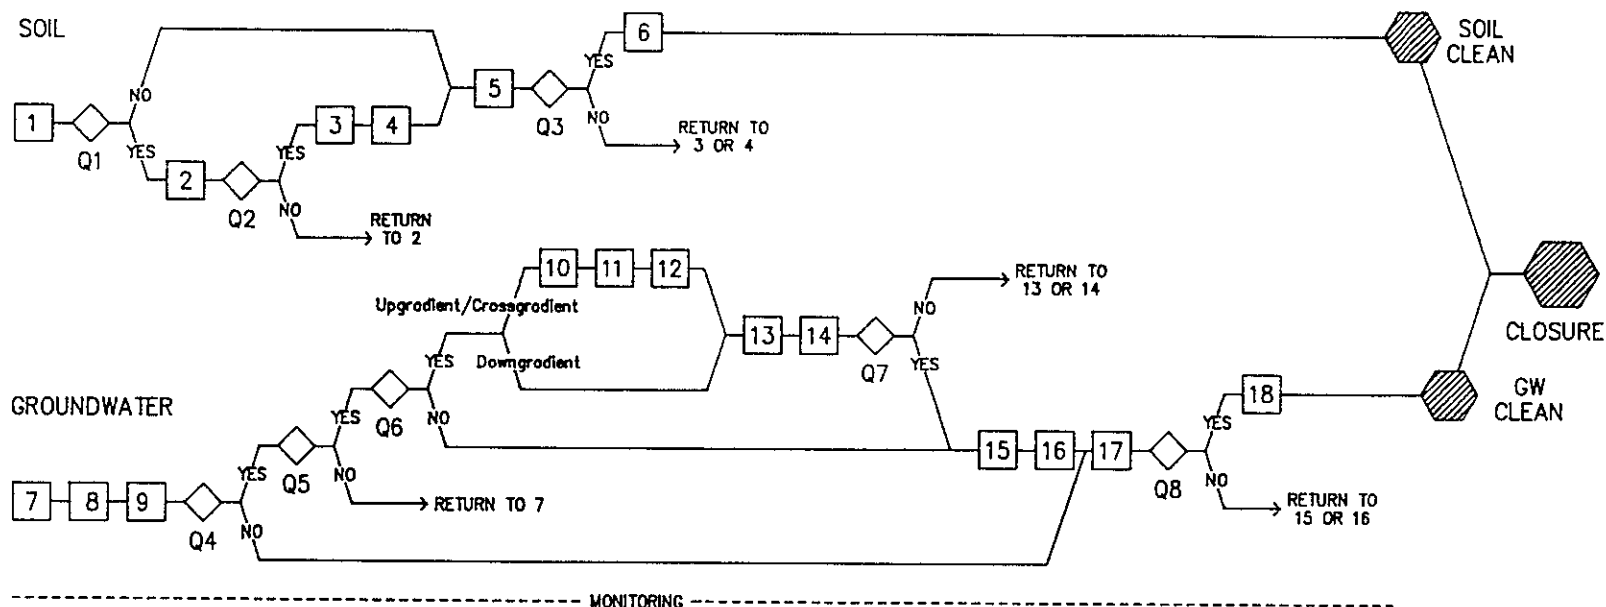 SOIL
6
SOIL
CLEAN
YES
NO
5
Q3
NO
RETURN TO
3 OR 4
1
Q1
3
4
YES
YES
2
Q2
NO
RETURN
TO 2
10
11
12
RETURN TO
13 OR 14
Upgradient/Crossgradient
NO
CLOSURE
13
14
Q7
YES
Downgradient
YES
GROUNDWATER
Q6
YES
NO
18
GW
CLEAN
YES
15
16
17
Q8
NO
RETURN TO
15 OR 16
YES
Q5
NO
RETURN TO 7
7
8
9
Q4
NO
MONITORING